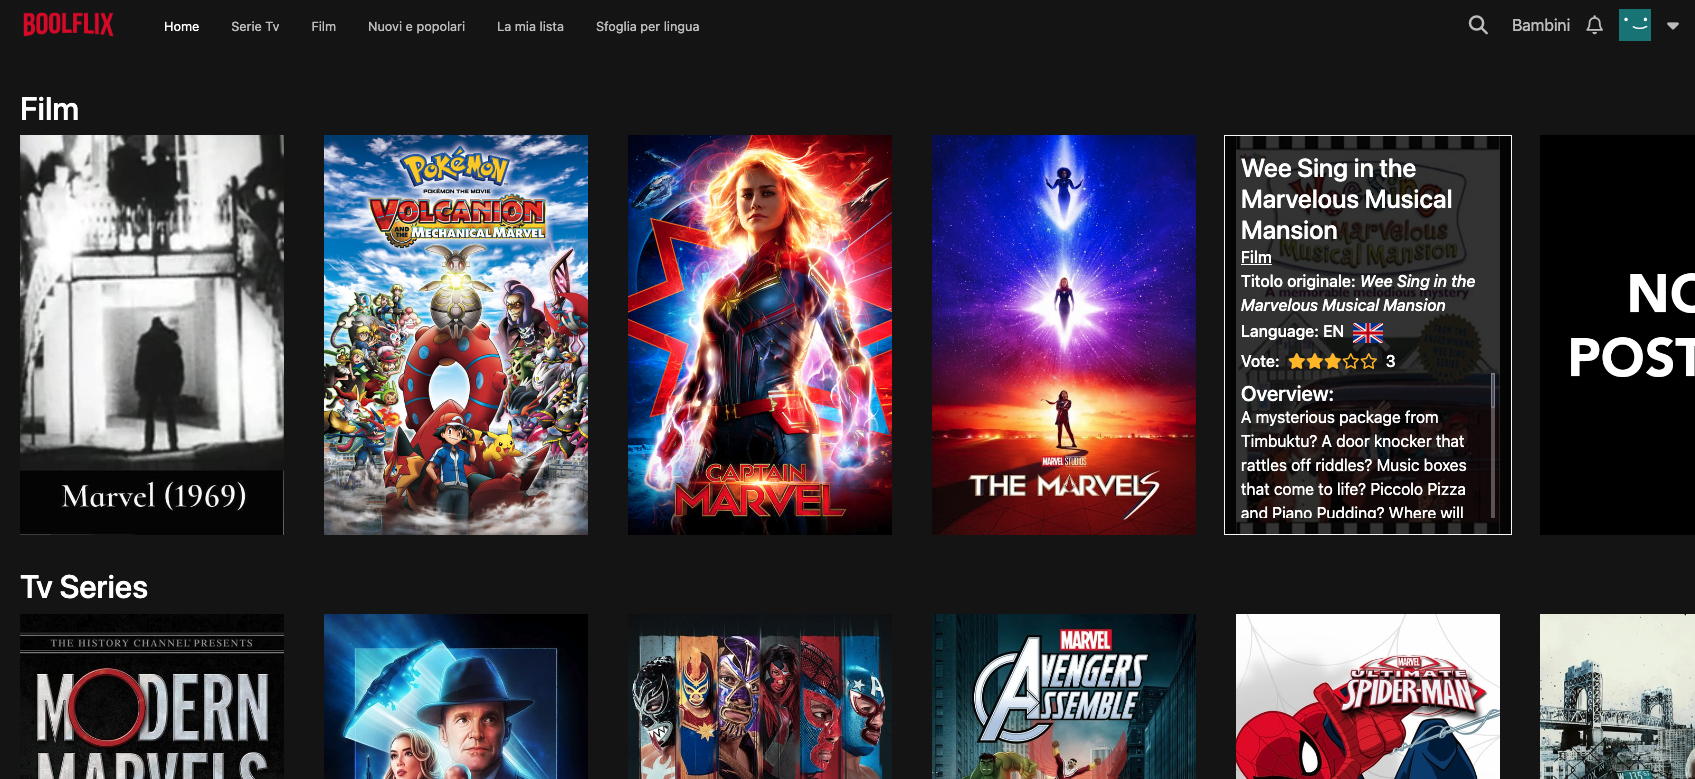 BOOLFLIX Home Serie Tv Film Nuovi e popolari La mia lista Sfoglia per lingua Bambini
Film
Marvel (1969)
POKÉMON
POKÉMON THE MOVIE
VOLCANION
AND THE MECHANICAL MARVEL
CAPTAIN
MARVEL
MARVEL STUDIOS
THE MARVELS
Wee Sing in the
Marvelous Musical
Mansion
Film
Titolo originale: Wee Sing in the
Marvelous Musical Mansion
Language: EN
Vote: 3
Overview:
A mysterious package from
Timbuktu? A door knocker that
rattles off riddles? Music boxes
that come to life? Piccolo Pizza
and Piano Pudding? Where will
NO
POST
Tv Series
THE HISTORY CHANNEL PRESENTS
MODERN
MARVELS
MARVEL
AVENGERS
ASSEMBLE
MARVEL
ULTIMATE
SPIDER-MAN